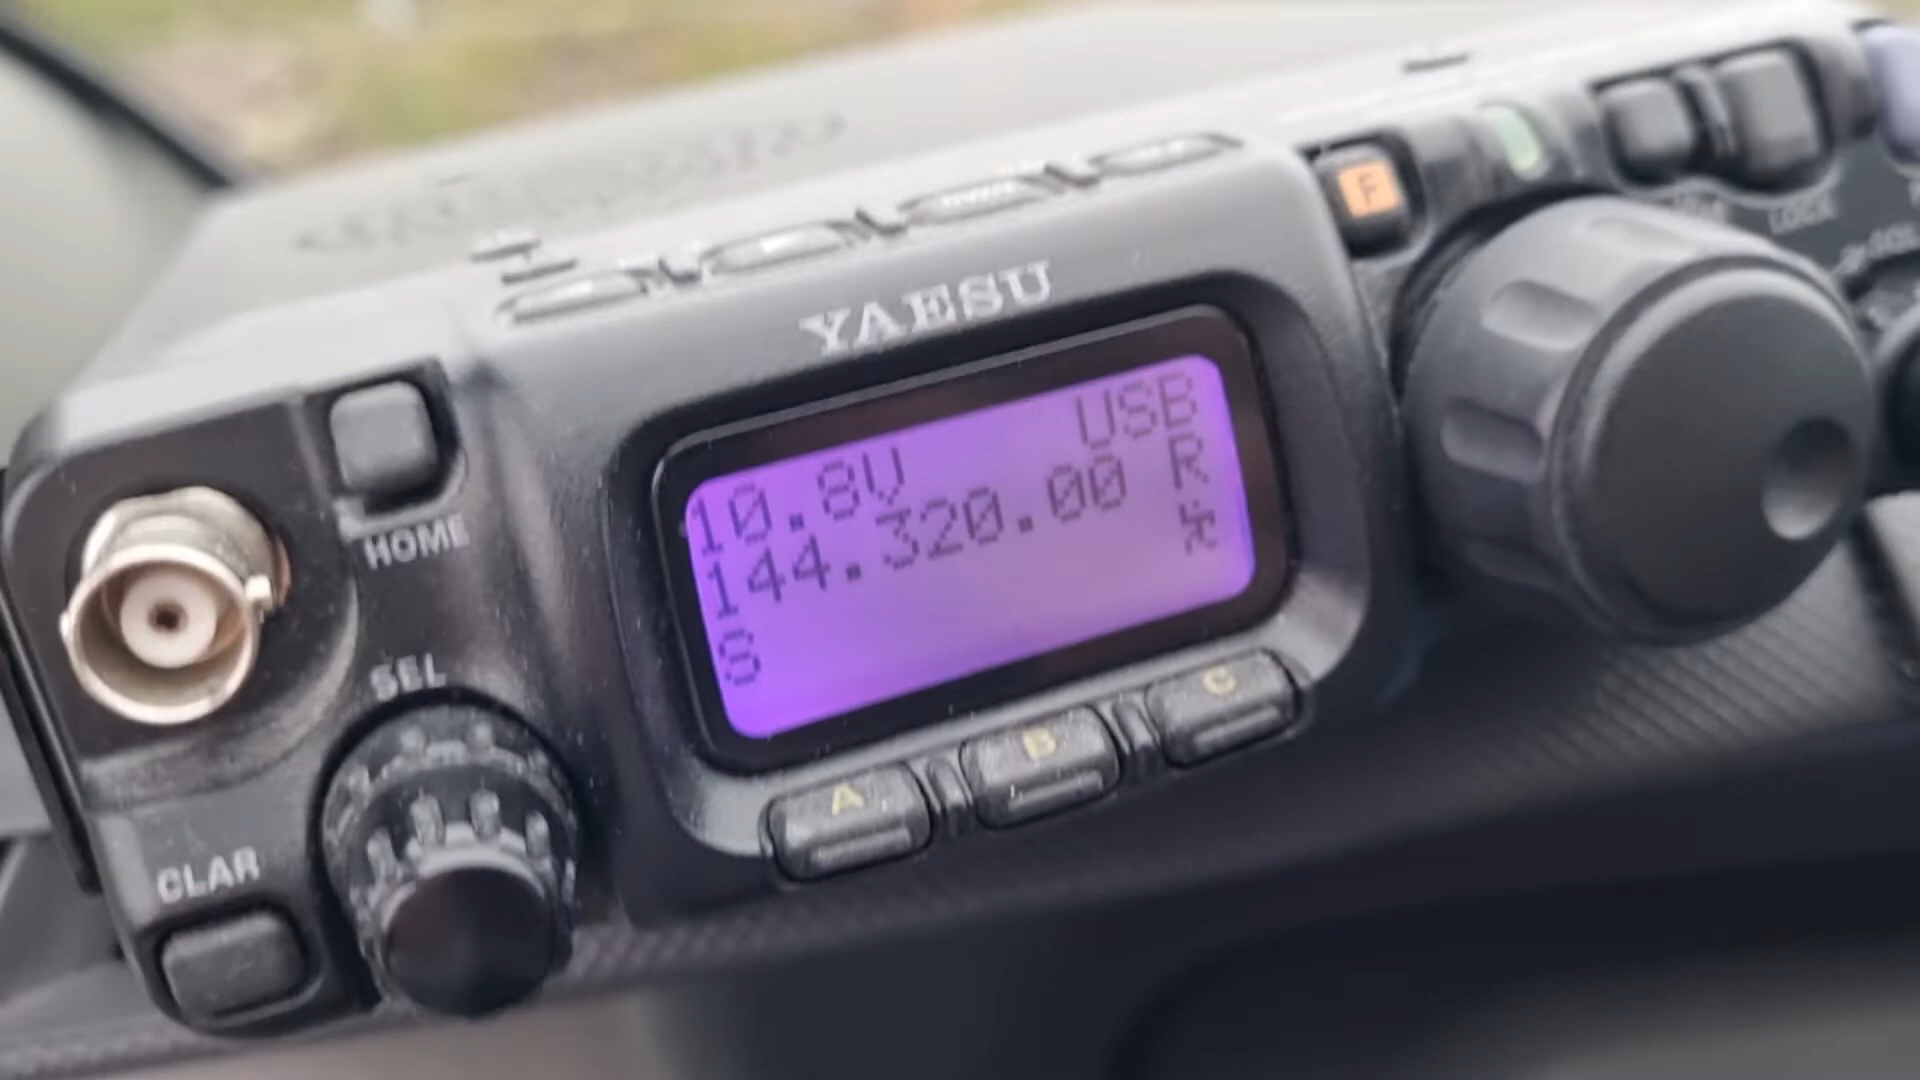 F
YAESU
USB
10.8V
R
144.320.00
S
HOME
SEL
A
B
C
CLAR
LOCK